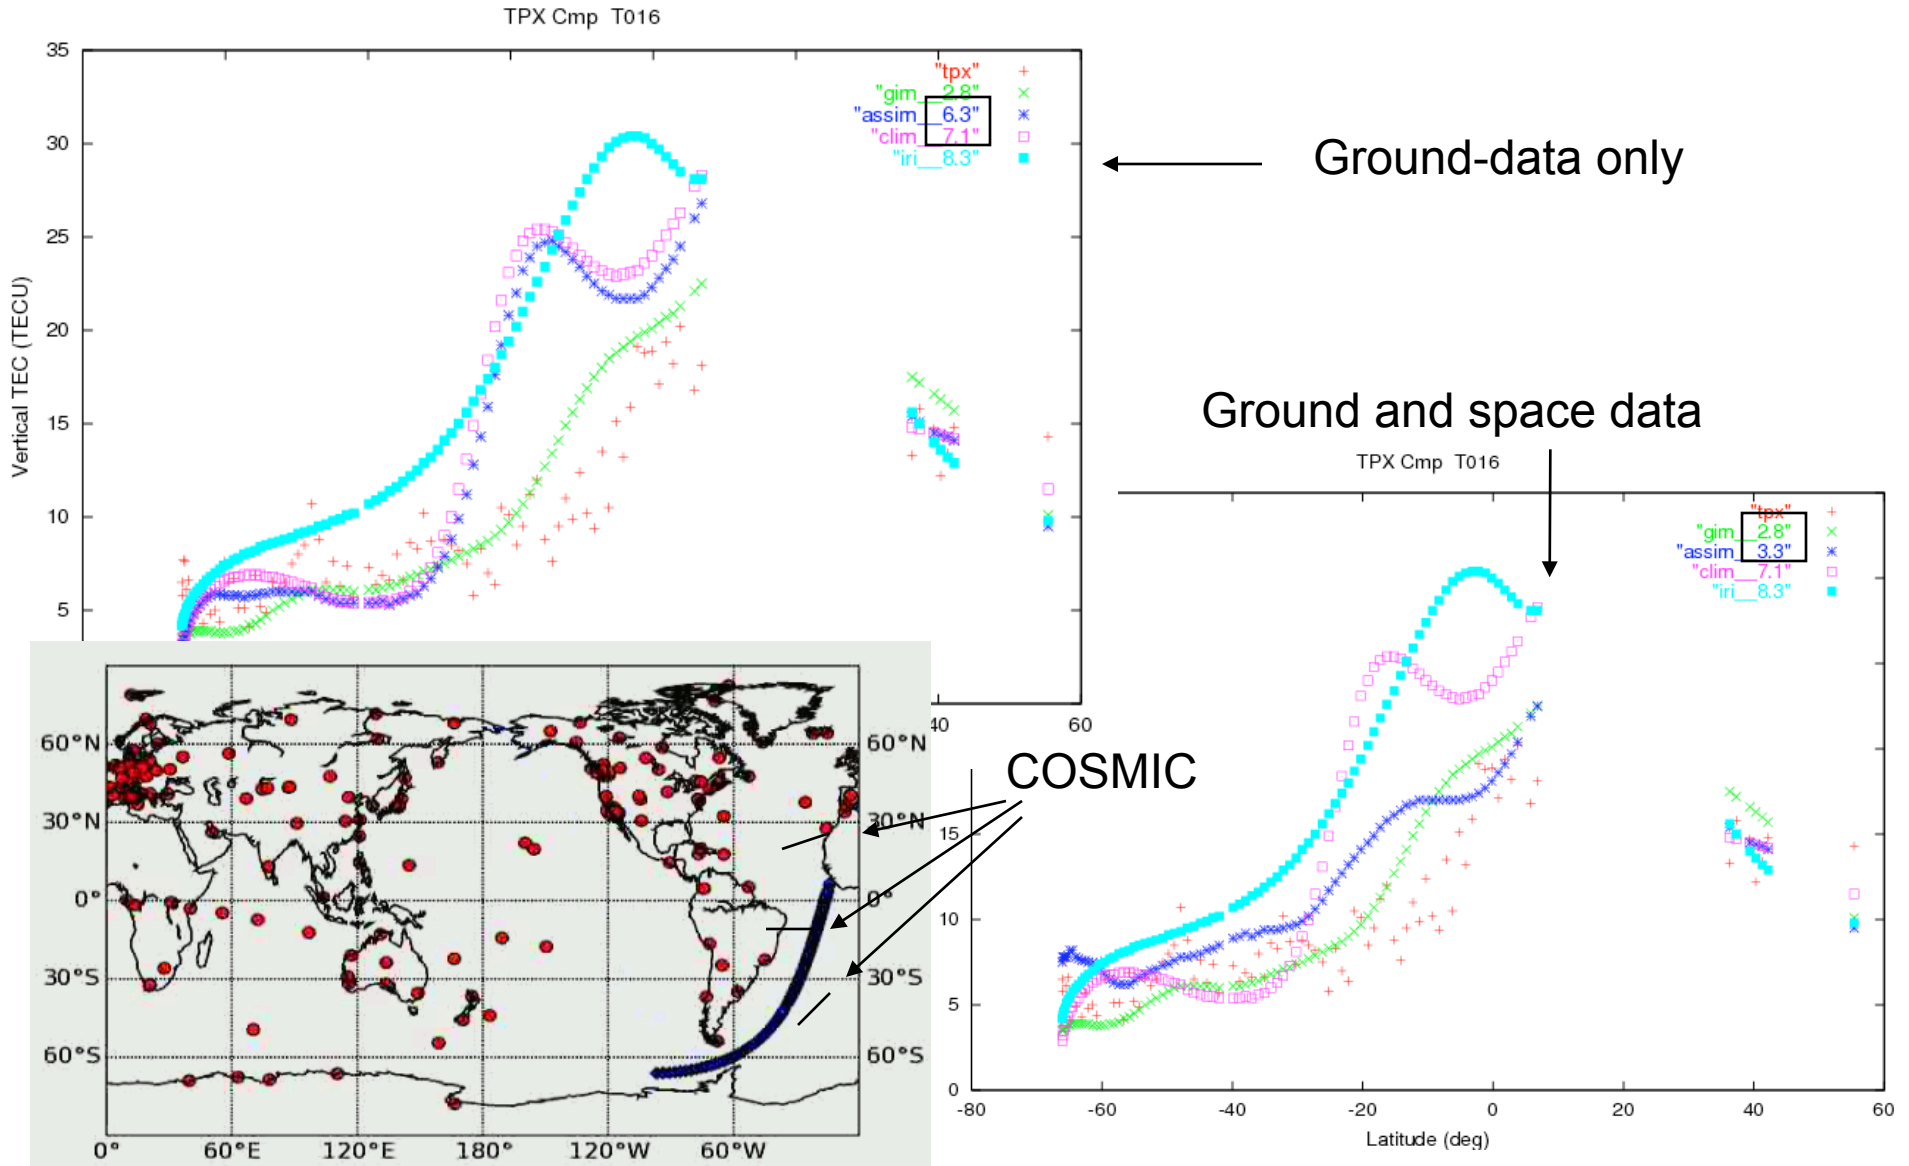 TPX Cmp T016
35
30
25
20
15
10
5
Vertical TEC (TECU)
"tpx"
"gim__2.8"
"assim__6.3"
"clim__7.1"
"iri__8.3"
40
60
Ground-data only
Ground and space data
TPX Cmp T016
"tpx"
"gim__2.8"
"assim__3.3"
"clim__7.1"
"iri__8.3"
15
10
5
0
-80
-60
-40
-20
0
20
40
60
Latitude (deg)
COSMIC
60°N
30°N
0°
30°S
60°S
60°N
30°N
0°
30°S
60°S
0°
60°E
120°E
180°
120°W
60°W